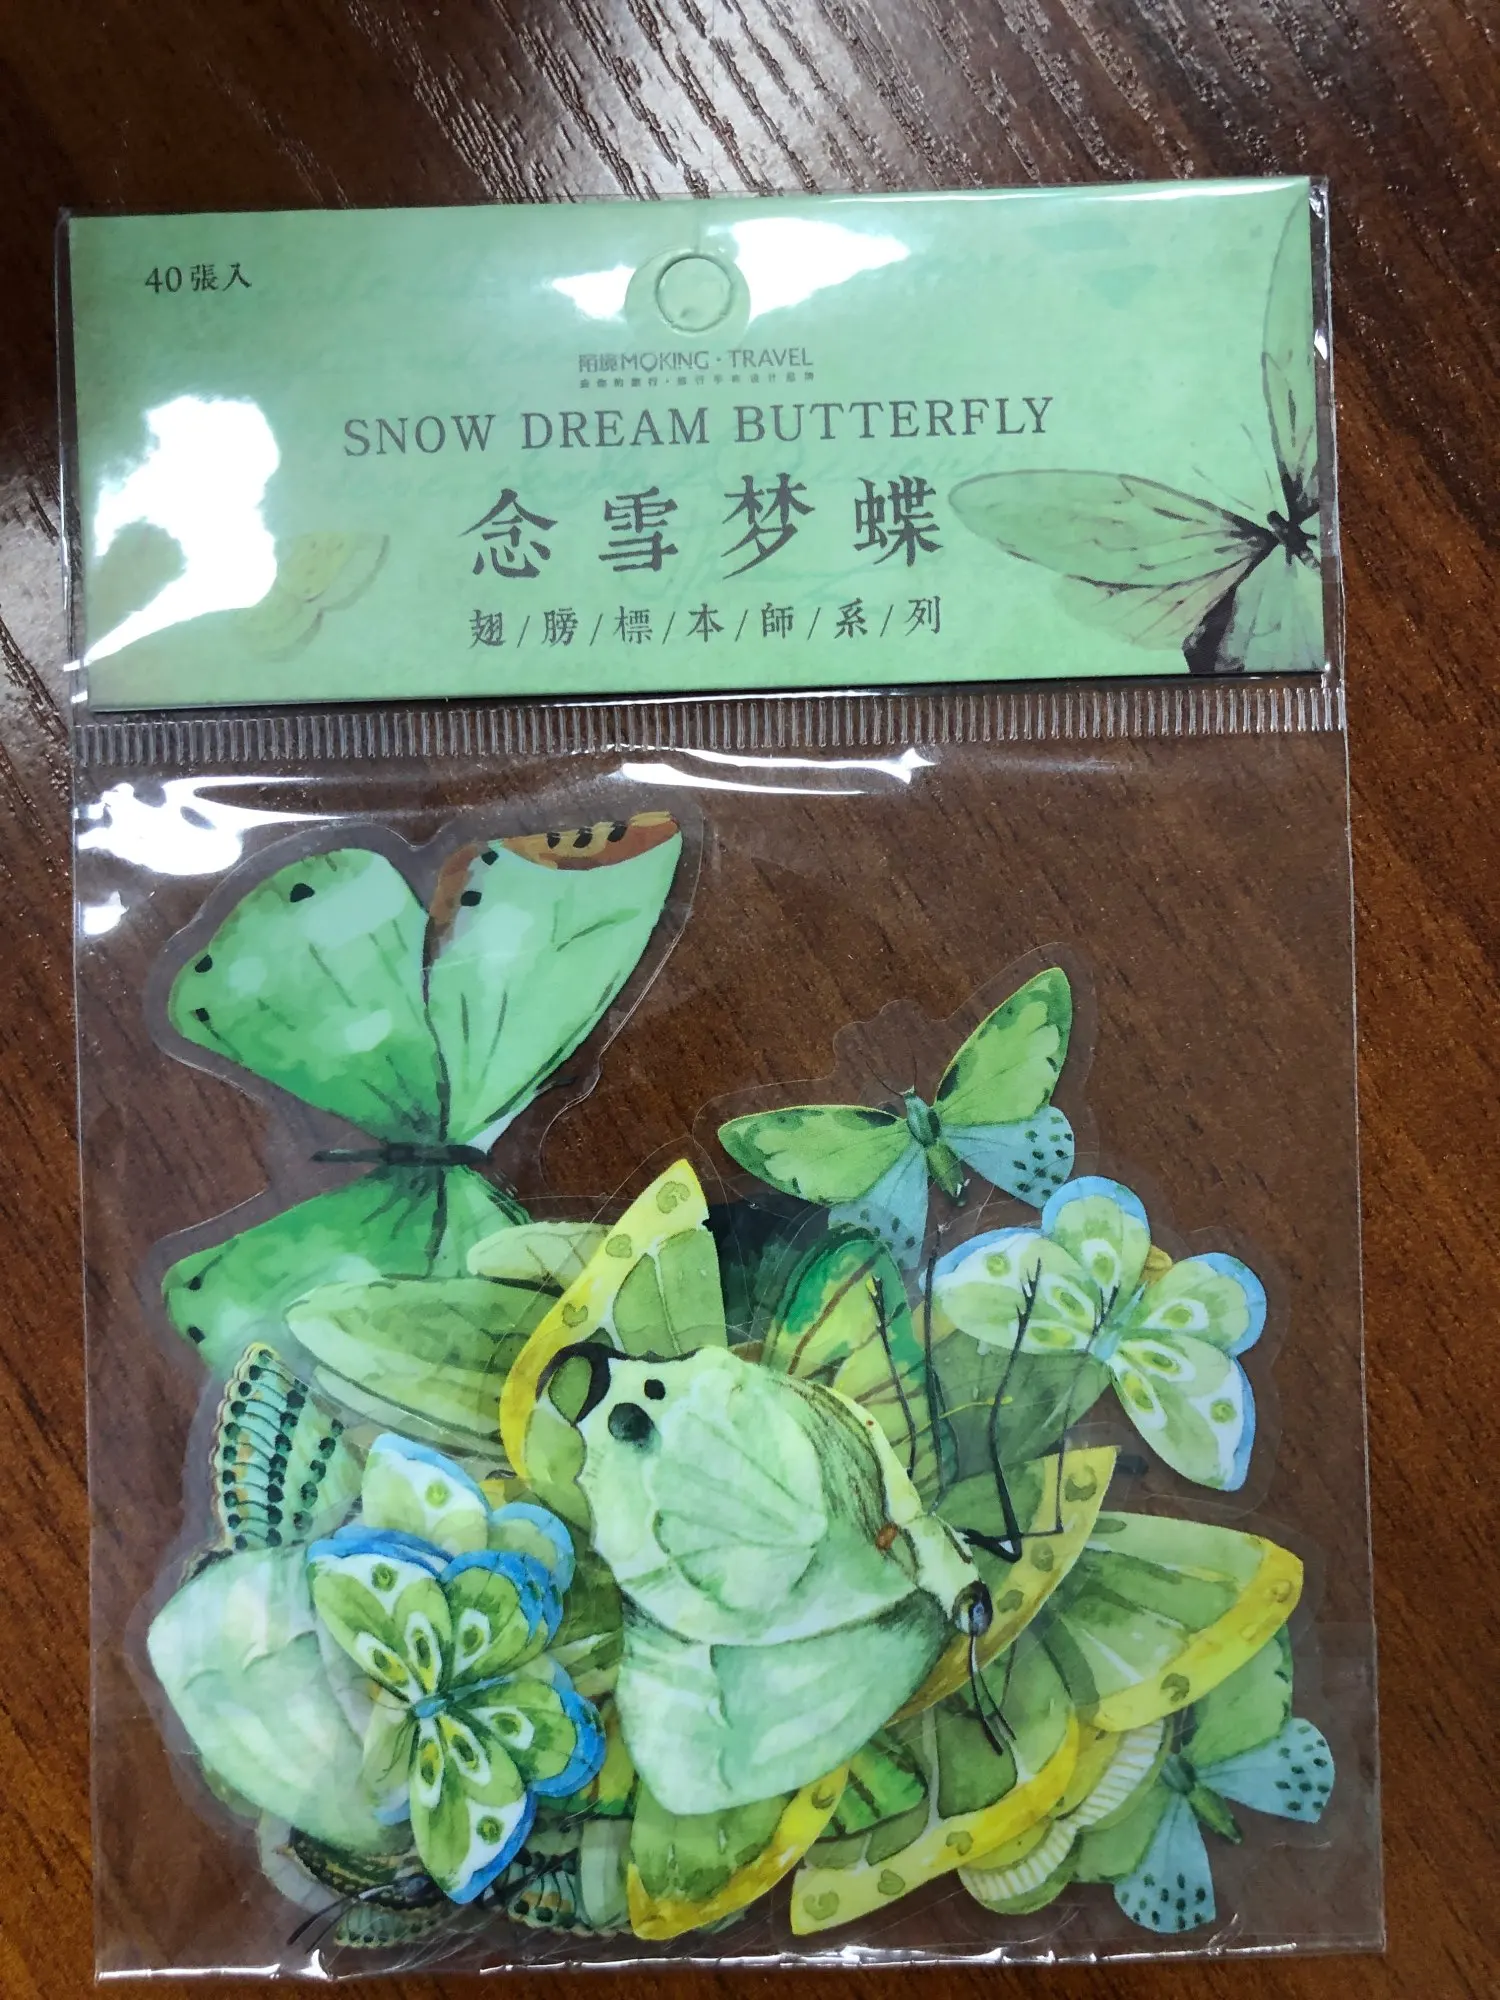 40張入
陌境MOKING·TRAVEL
SNOW DREAM BUTTERFLY
念雪梦蝶
翅/膀/標/本/師/系/列